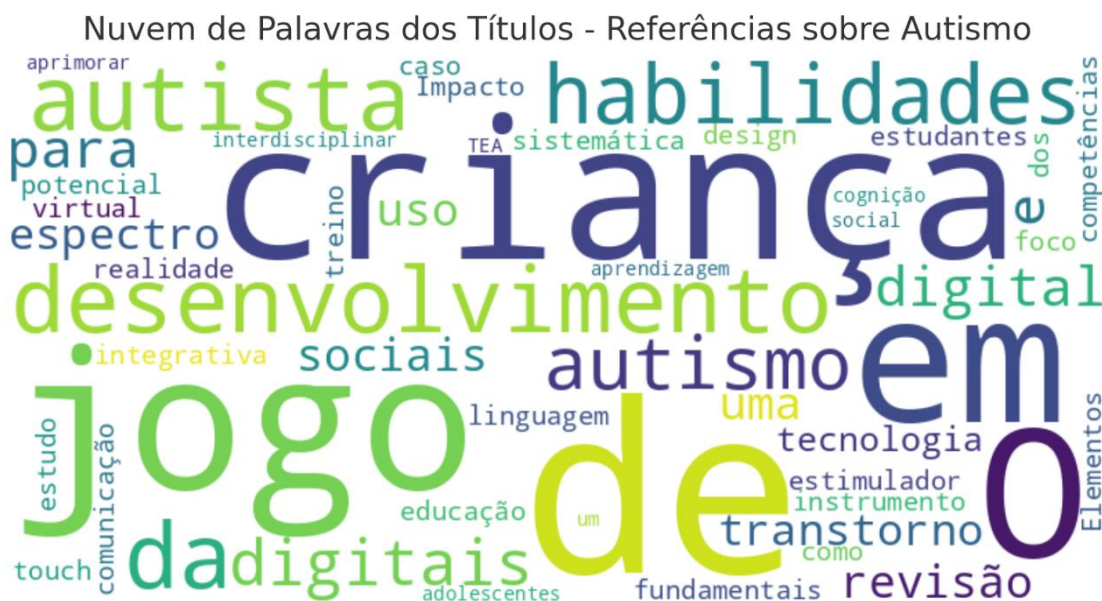 Nuvem de Palavras dos Títulos - Referências sobre Autismo
aprimorar
autista
caso
Impacto
habilidades
competências
para
interdisciplinar
TEA
sistemática
design
estudantes
dos
criança
potencial
virtual
treino
uso
cognição
social
e
espectro
foco
realidade
aprendizagem
desenvolvimento
digital
integrativa
sociais
autismo
em
jogo
uma
linguagem
de
tecnologia
O
Elementos
estudo
comunicação
estimulador
instrumento
educação
um
transtorno
como
da
digitais
touch
adolescentes
fundamentais
revisão